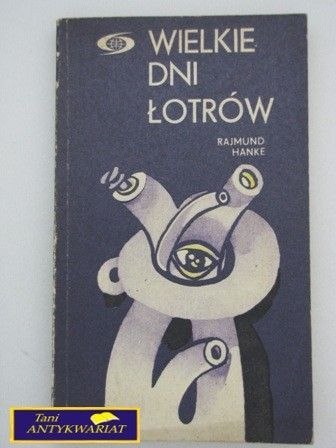 WIELKIE
DNI
ŁOTRÓW
RAJMUND
HANKE
Tani
ANTYKWARIAT